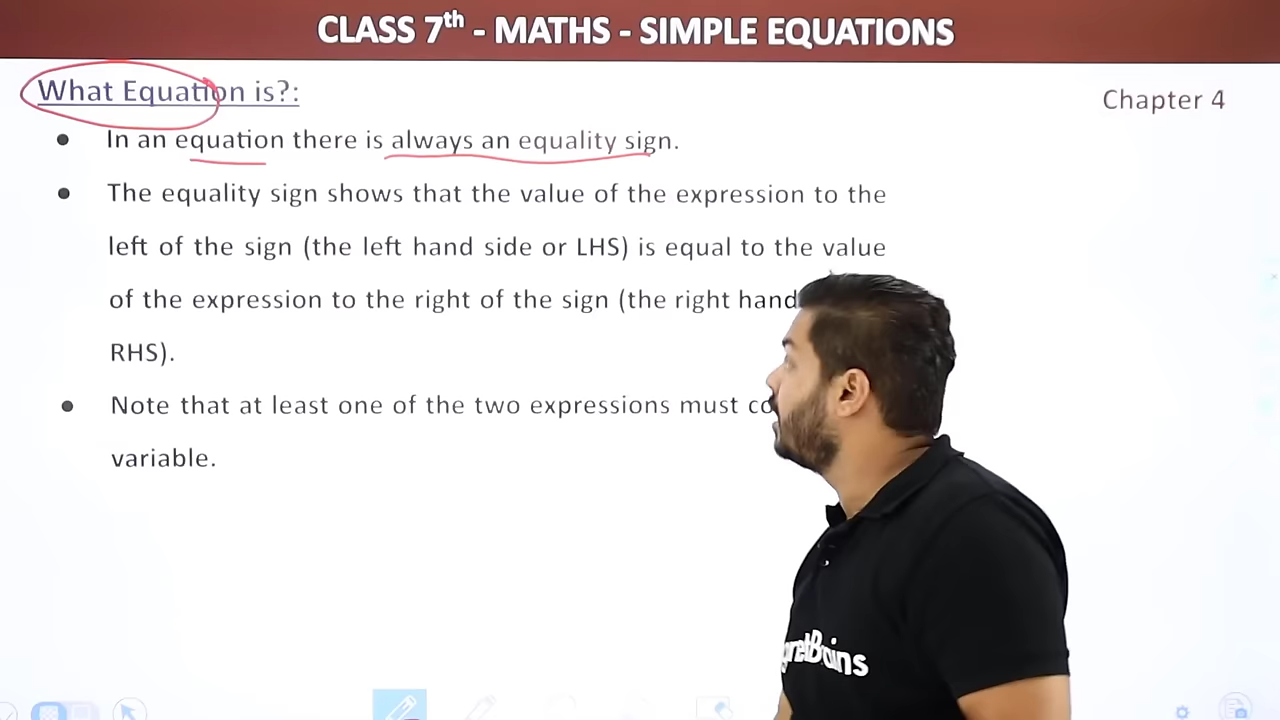 CLASS 7th - MATHS - SIMPLE EQUATIONS
What Equation is?:
Chapter 4
In an equation there is always an equality sign.
The equality sign shows that the value of the expression to the
left of the sign (the left hand side or LHS) is equal to the value
of the expression to the right of the sign (the right hand
RHS).
Note that at least one of the two expressions must
variable.